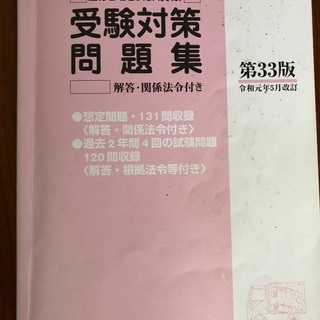 受験対策
問題集
解答・関係法令付き
第33版
令和元年5月改訂
●想定問題・131問収録
〈解答・関係法令付き〉
●過去2年間4回の試験問題
120問収録
〈解答・根拠法令等付き〉